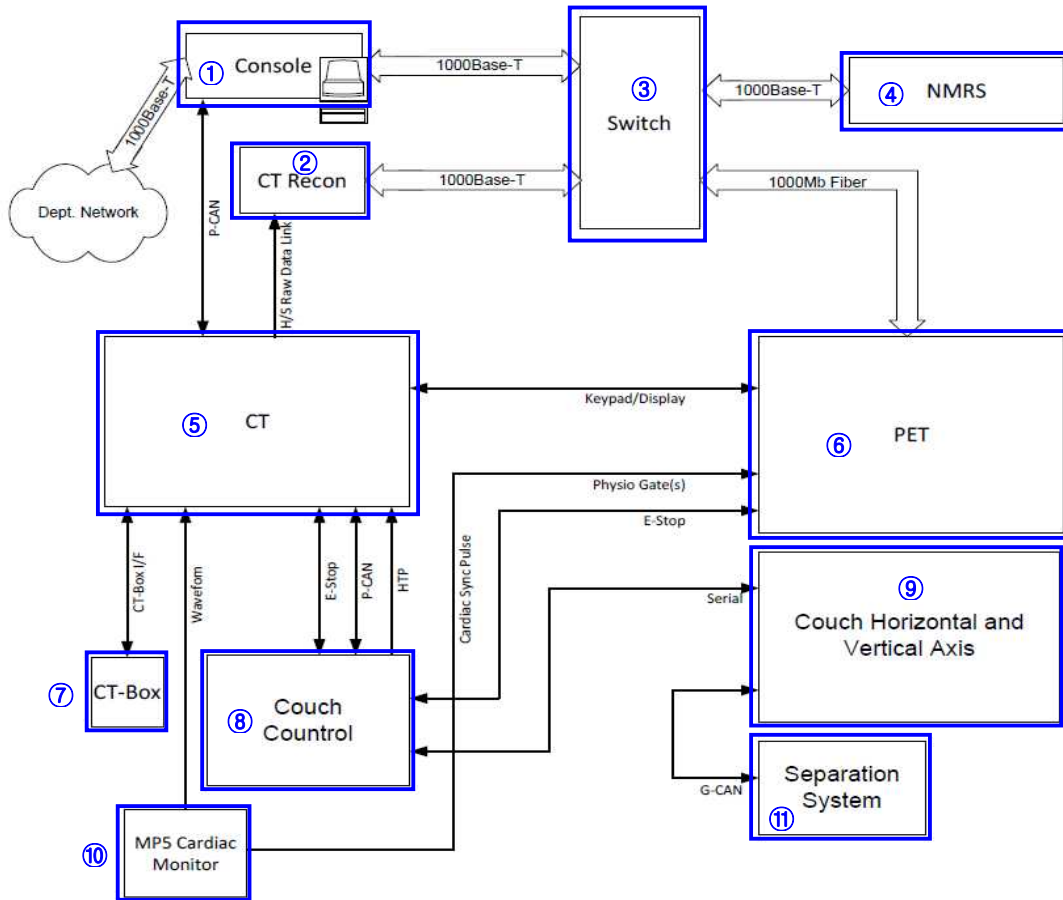 ① Console
1000Base-T
③
Switch
1000Base-T
④ NMRS
1000Base-T
Dept. Network
P-CAN
②
CT Recon
1000Base-T
1000Mb Fiber
H/S Raw Data Link
CT
⑤
Keypad/Display
PET
⑥
Physio Gate(s)
E-Stop
CT-Box I/F
Wavefom
E-Stop
P-CAN
HTP
Cardiac Sync Pulse
Serial
⑨
Couch Horizontal and
Vertical Axis
⑦ CT-Box
⑧ Couch
Countrol
G-CAN
Separation
System
⑪
⑩ MP5 Cardiac
Monitor